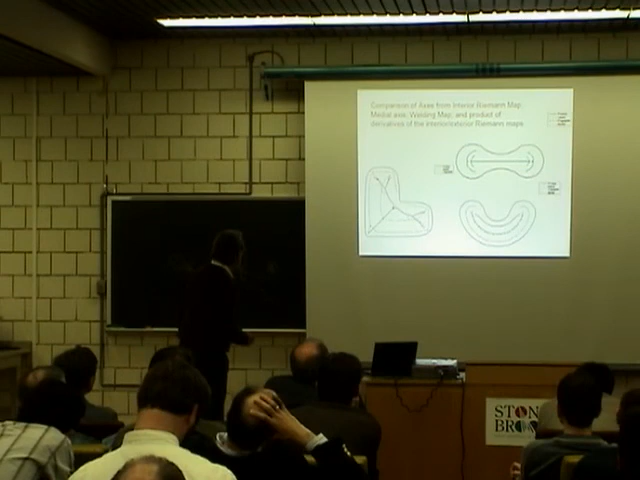 Comparison of Axes from Interior Riemann Map,
Medial axis, Welding Map, and product of
derivatives of the interior/exterior Riemann maps
STON
BRO